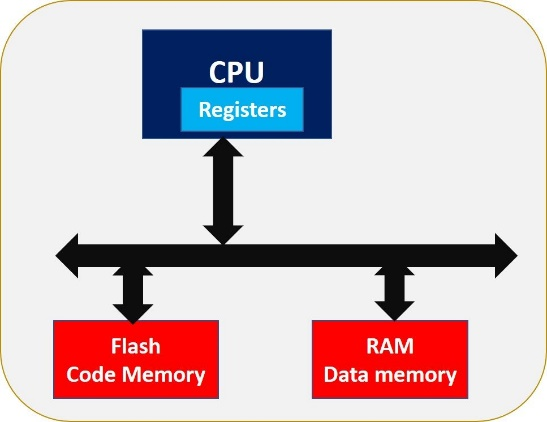 CPU
Registers
Flash
Code Memory
RAM
Data memory